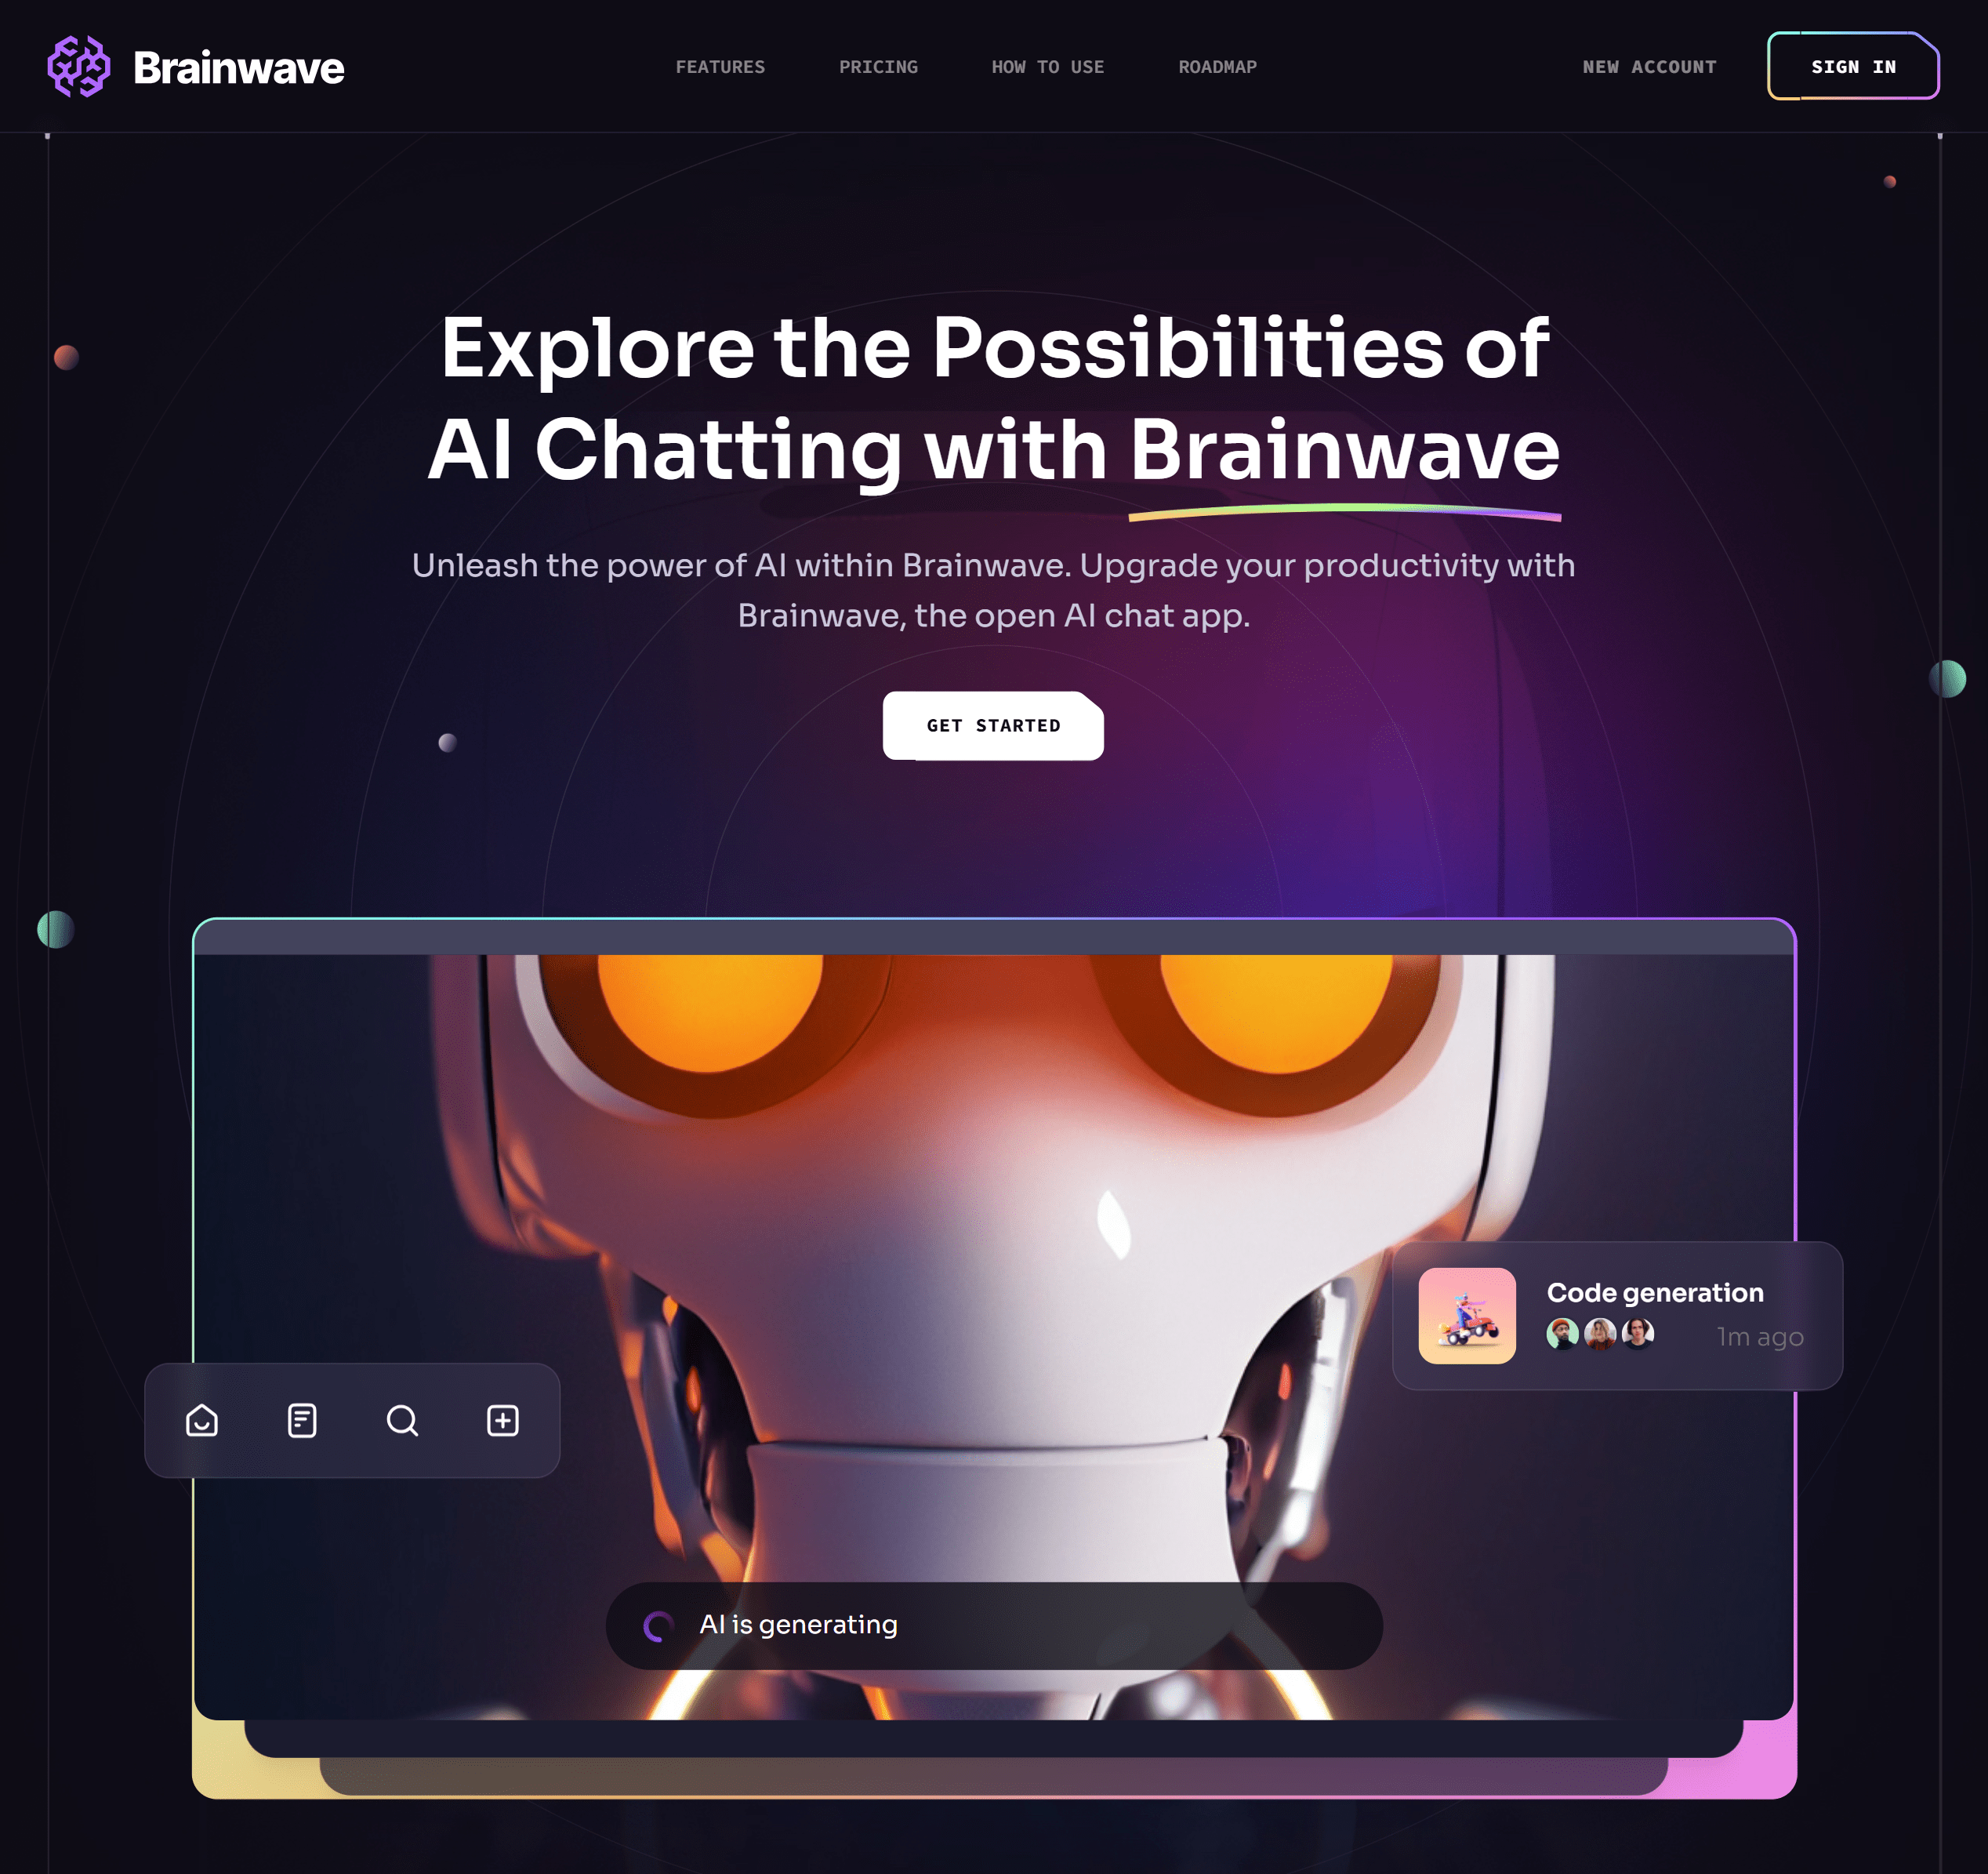 Brainwave
FEATURES
PRICING
HOW TO USE
ROADMAP
NEW ACCOUNT
SIGN IN
Explore the Possibilities of
AI Chatting with Brainwave
Unleash the power of AI within Brainwave. Upgrade your productivity with
Brainwave, the open AI chat app.
GET STARTED
Code generation
1m ago
AI is generating